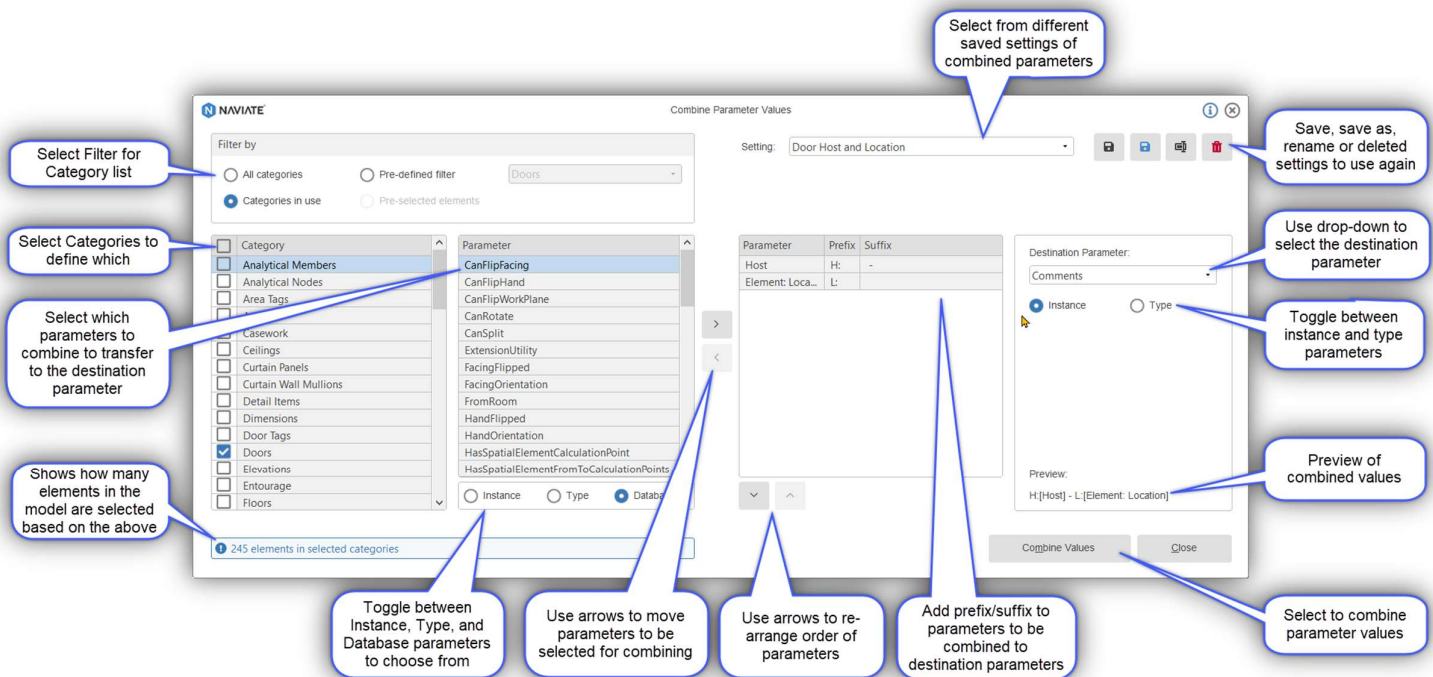 Select from different
saved settings of
combined parameters
NAVIATE
Combine Parameter Values
Select Filter for
Category list
Filter by
All categories
Pre-defined filter
Doors
Categories in use
Pre-selected elements
Setting:
Door Host and Location
Save, save as,
rename or deleted
settings to use again
Select Categories to
define which
Category
Analytical Members
Analytical Nodes
Area Tags
Casework
Ceilings
Curtain Panels
Curtain Wall Mullions
Detail Items
Dimensions
Door Tags
Doors
Elevations
Entourage
Floors
Parameter
CanFlipFacing
CanFlipHand
CanFlipWorkPlane
CanRotate
CanSplit
ExtensionUtility
FacingFlipped
FacingOrientation
FromRoom
HandFlipped
HandOrientation
HasSpatialElementCalculationPoint
HasSpatialElementFromToCalculationPoints
Instance
Type
Select which
parameters to
combine to transfer
to the destination
parameter
Parameter Prefix Suffix
Host H: -
Element: Loca... L:
Destination Parameter:
Comments
Instance
Type
Use drop-down to
select the destination
parameter
Toggle between
instance and type
parameters
Preview:
H:[Host] - L:[Element: Location]
Preview of
combined values
Shows how many
elements in the
model are selected
based on the above
245 elements in selected categories
Combine Values
Close
Toggle between
Instance, Type, and
Database parameters
to choose from
Use arrows to move
parameters to be
selected for combining
Use arrows to re-
arrange order of
parameters
Add prefix/suffix to
parameters to be
combined to
destination parameters
Select to combine
parameter values